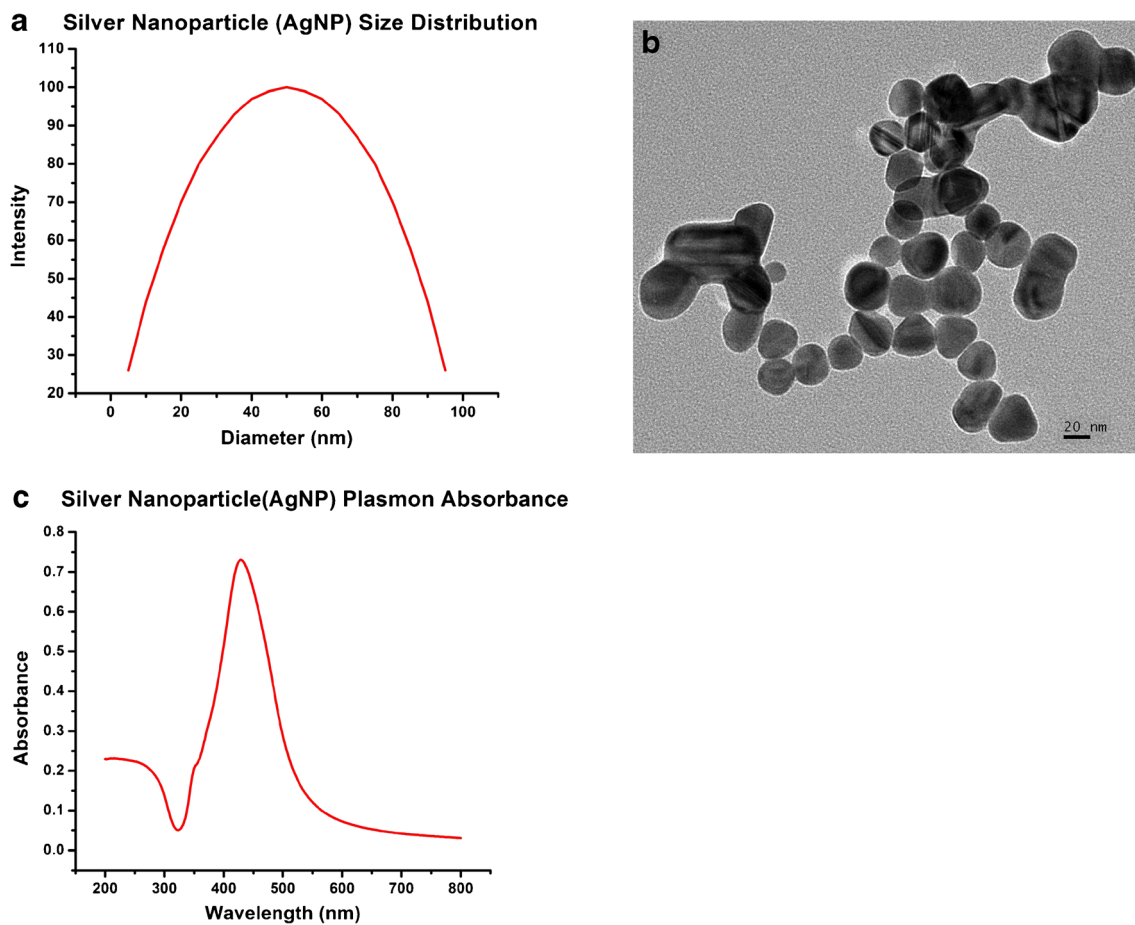 a Silver Nanoparticle (AgNP) Size Distribution
110
100
90
80
70
60
50
40
30
20
Intensity
0 20 40 60 80 100
Diameter (nm)
b
20 nm
c Silver Nanoparticle(AgNP) Plasmon Absorbance
0.8
0.7
0.6
0.5
0.4
0.3
0.2
0.1
0.0
Absorbance
200 300 400 500 600 700 800
Wavelength (nm)